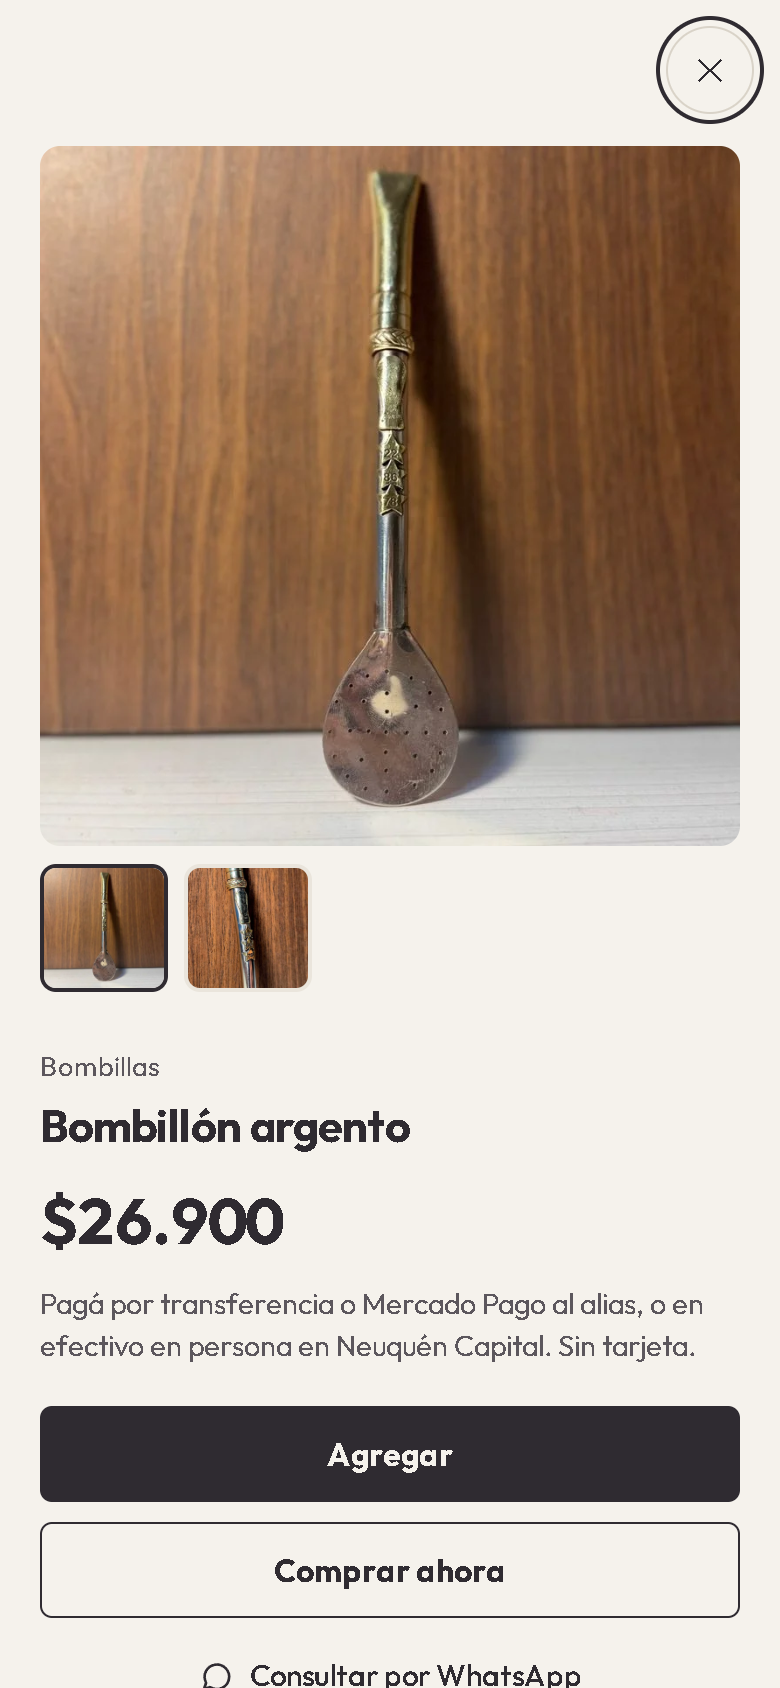 Bombillas
Bombillón argento
$26.900
Pagá por transferencia o Mercado Pago al alias, o en
efectivo en persona en Neuquén Capital. Sin tarjeta.
Agregar
Comprar ahora
Consultar por WhatsApp